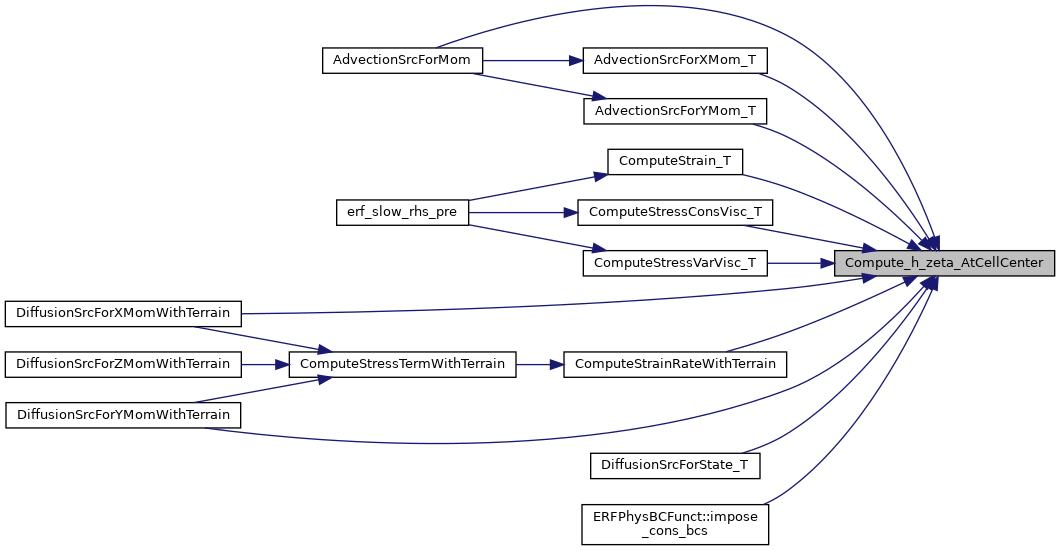 AdvectionSrcForMom
AdvectionSrcForXMom_T
AdvectionSrcForYMom_T
ComputeStrain_T
erf_slow_rhs_pre
ComputeStressConsVisc_T
ComputeStressVarVisc_T
Compute_h_zeta_AtCellCenter
DiffusionSrcForXMomWithTerrain
DiffusionSrcForZMomWithTerrain
ComputeStressTermWithTerrain
ComputeStrainRateWithTerrain
DiffusionSrcForYMomWithTerrain
DiffusionSrcForState_T
ERFPhysBCFunct::impose
_cons_bcs